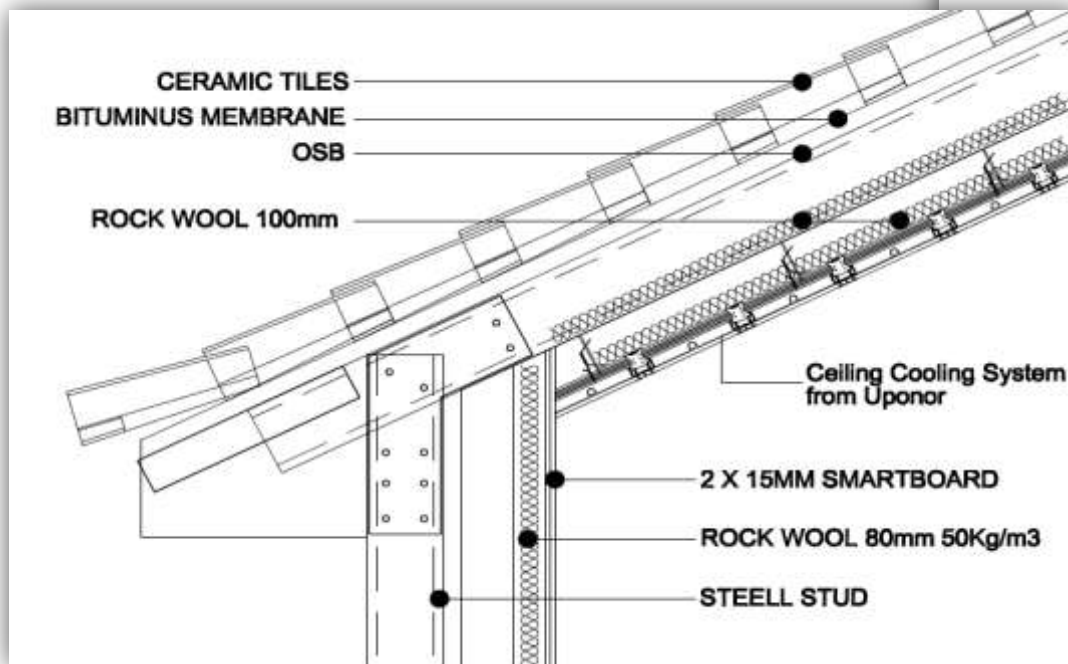 CERAMIC TILES
BITUMINUS MEMBRANE
OSB
ROCK WOOL 100mm
Ceiling Cooling System
from Uponor
2 X 15MM SMARTBOARD
ROCK WOOL 80mm 50Kg/m3
STEELL STUD